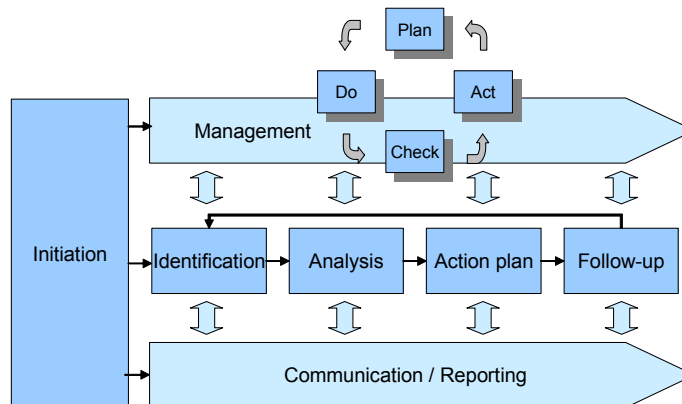 Plan
Do
Act
Management
Check
Initiation
Identification
Analysis
Action plan
Follow-up
Communication / Reporting